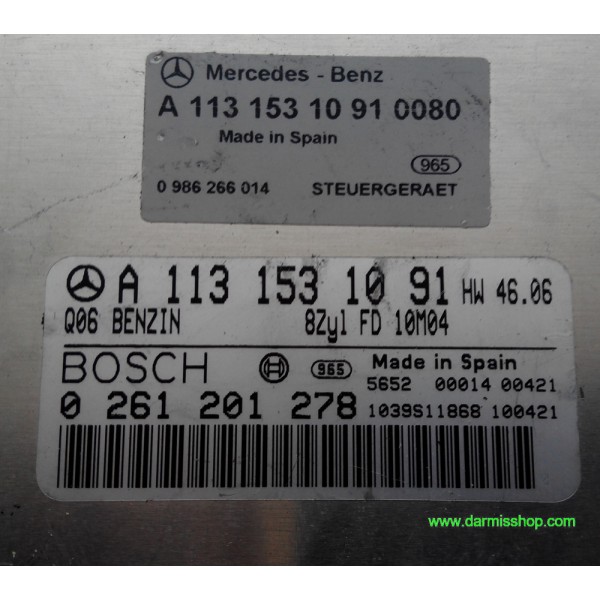 Mercedes - Benz
A 113 153 10 91 0080
Made in Spain
965
0 986 266 014 STEUERGERAET
A 113 153 10 91 HW 46.06
Q06 BENZIN 8Zyl FD 10M04
BOSCH 965 Made in Spain
5652 00014 00421
0 261 201 278 1039S11868 100421
www.darmisshop.com